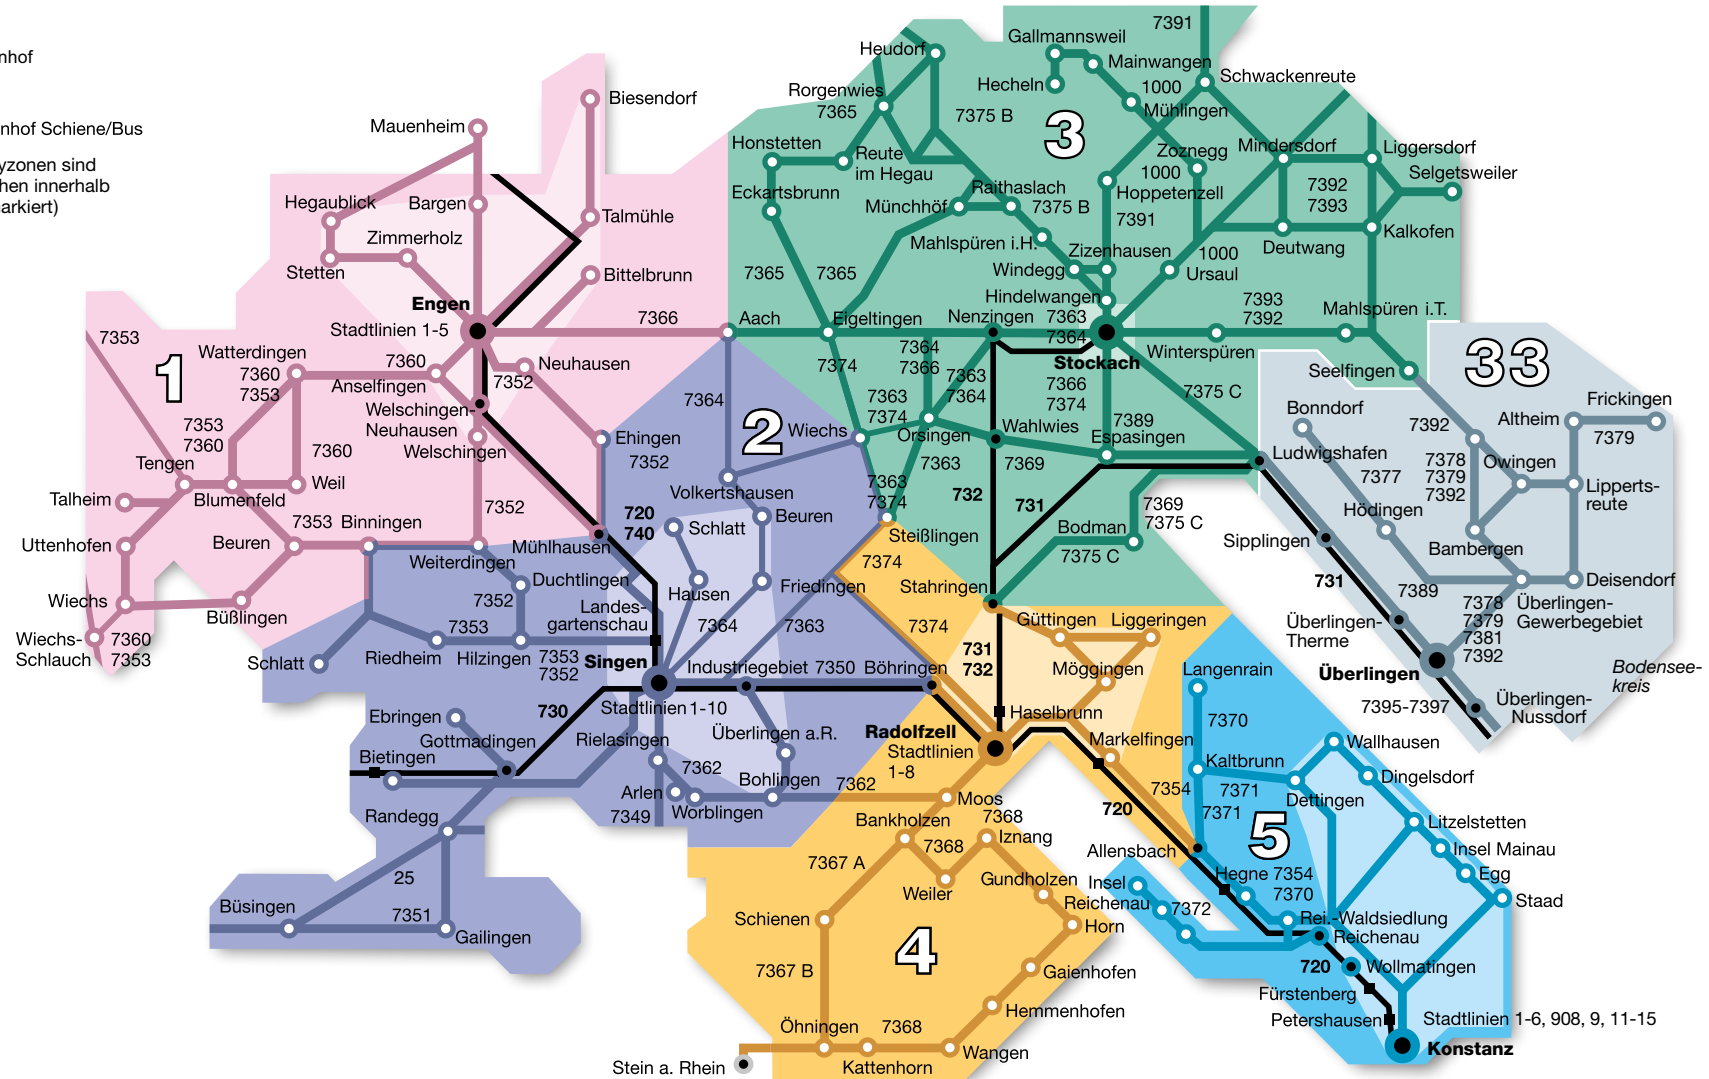 nhof
nhof Schiene/Bus
yzonen sind
chen innerhalb
arkiert)
7391
Heudorf
Gallmannsweil
Mainwangen
Hecheln
1000
Schwackenreute
Mühlingen
Rorgenwies
7365
7375 B
3
Biesendorf
Mauenheim
Honstetten
Reute
im Hegau
Zoznegg
1000
Mindersdorf
Liggersdorf
Selgetsweiler
Eckartsbrunn
Raithaslach
7375 B
Münchhöf
Hoppetenzell
7391
7392
7393
Hegaublick
Bargen
Talmühle
Zimmerholz
Stetten
Mahlspüren i.H.
Zizenhausen
1000
Deutwang
Kalkofen
Windegg
Ursaul
7365
7365
Bittelbrunn
Engen
Stadtlinien 1-5
Hindelwangen
7393
7392
Mahlspüren i.T.
7366
Aach
Eigeltingen
Nenzingen
7363
7364
Stockach
Winterspüren
Seelfingen
33
7353
1
Watterdingen
7360
7353
7360
Anselfingen
7352
Neuhausen
7374
7364
7366
7363
7364
7366
7374
7375 C
Welschingen-
Neuhausen
Welschingen
7364
2
Wiechs
7363
7374
Orsingen
Wahlwies
7389
Espasingen
Ludwigshafen
Bonndorf
7392
Altheim
Frickingen
7379
7353
7360
Tengen
7360
Ehingen
7352
7363
7369
7377
7378
7379
7392
Owingen
Lipperts-
reute
Talheim
Blumenfeld
Weil
Volkertshausen
7363
7374
732
731
7369
7375 C
Hödingen
7352
7353
Binningen
720
740
Schlatt
Beuren
Steißlingen
Bodman
7375 C
Sipplingen
Bambergen
Uttenhofen
Beuren
Mühlhausen
Weiterdingen
Duchtlingen
7374
Stahringen
731
7389
Deisendorf
Hausen
Friedingen
Wiechs
Büßlingen
7352
Landes-
gartenschau
7378
7379
7381
7392
Überlingen-
Gewerbegebiet
Überlingen-
Therme
Wiechs-
Schlauch
7360
7353
7353
7364
7363
7374
Güttingen
Liggeringen
731
732
Möggingen
Schlatt
Riedheim
Hilzingen
7353
7352
Singen
Industriegebiet
7350
Böhringen
Langenrain
Überlingen
Bodensee-
kreis
Stadtlinien 1-10
730
Ebringen
Gottmadingen
Bietingen
Rielasingen
Überlingen a.R.
Haselbrunn
Radolfzell
Stadtlinien
1-8
Markelfingen
7370
7395-7397
Überlingen-
Nussdorf
Wallhausen
7362
Kaltbrunn
Dingelsdorf
Arlen
Bohlingen
7362
7354
7371
Dettingen
Randegg
7349
Worblingen
Moos
720
7371
Bankholzen
7368
5
Litzelstetten
Iznang
7368
Allensbach
Insel Mainau
7367 A
Weiler
Gundholzen
Hegne
7354
7370
Egg
25
Insel
Reichenau
Staad
Büsingen
7351
7372
Gailingen
Schienen
Horn
Rei.-Waldsiedlung
Reichenau
4
7367 B
Gaienhofen
720
Wollmatingen
Fürstenberg
Hemmenhofen
Petershausen
Stadtlinien 1-6, 908, 9, 11-15
Öhningen
7368
Konstanz
Wangen
Stein a. Rhein
Kattenhorn